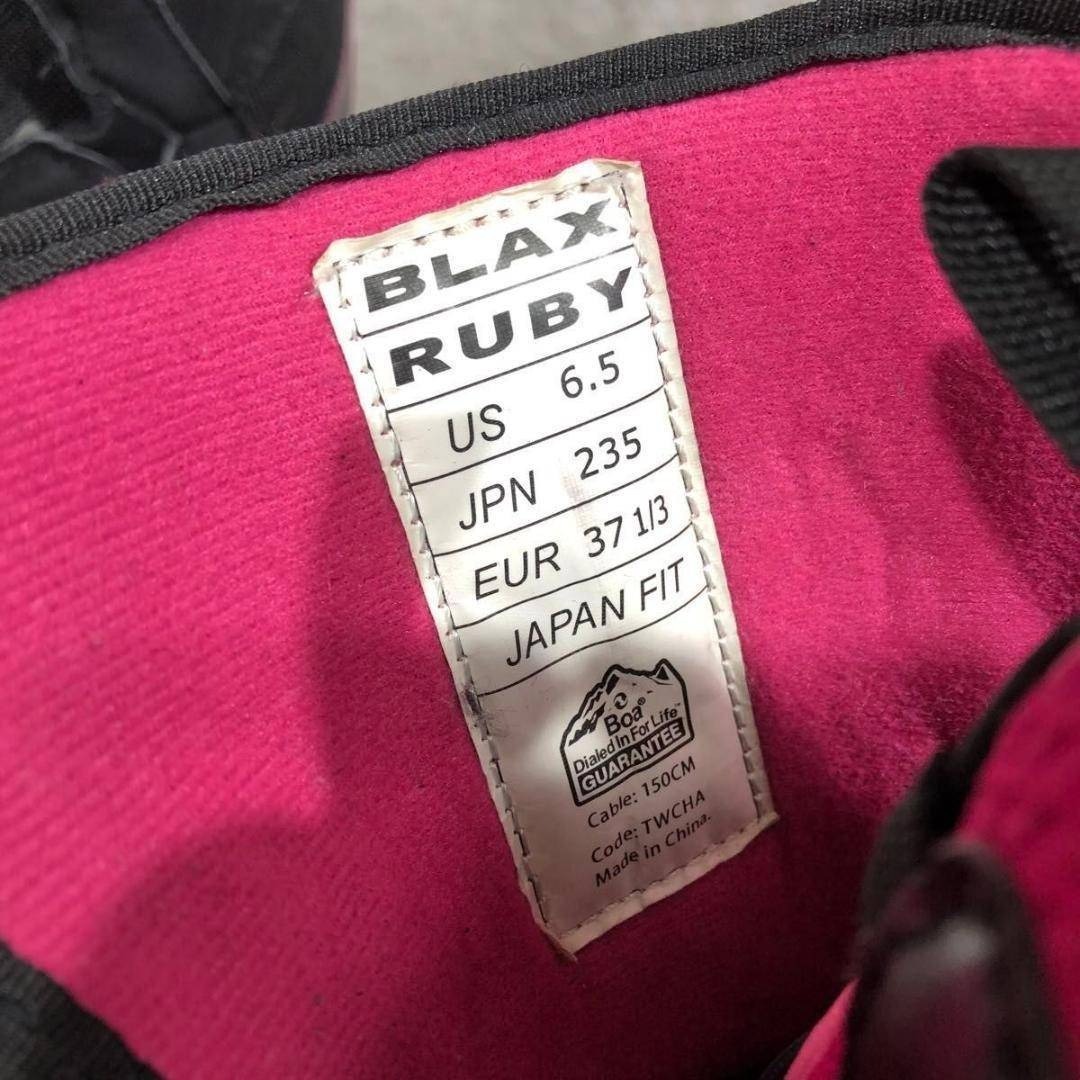 BLAX
RUBY
US 6.5
JPN 235
EUR 37 1/3
JAPAN FIT
Boa®
Dialed In For Life™
GUARANTEE
Cable: 150CM
Code: TWCHA
Made in China.